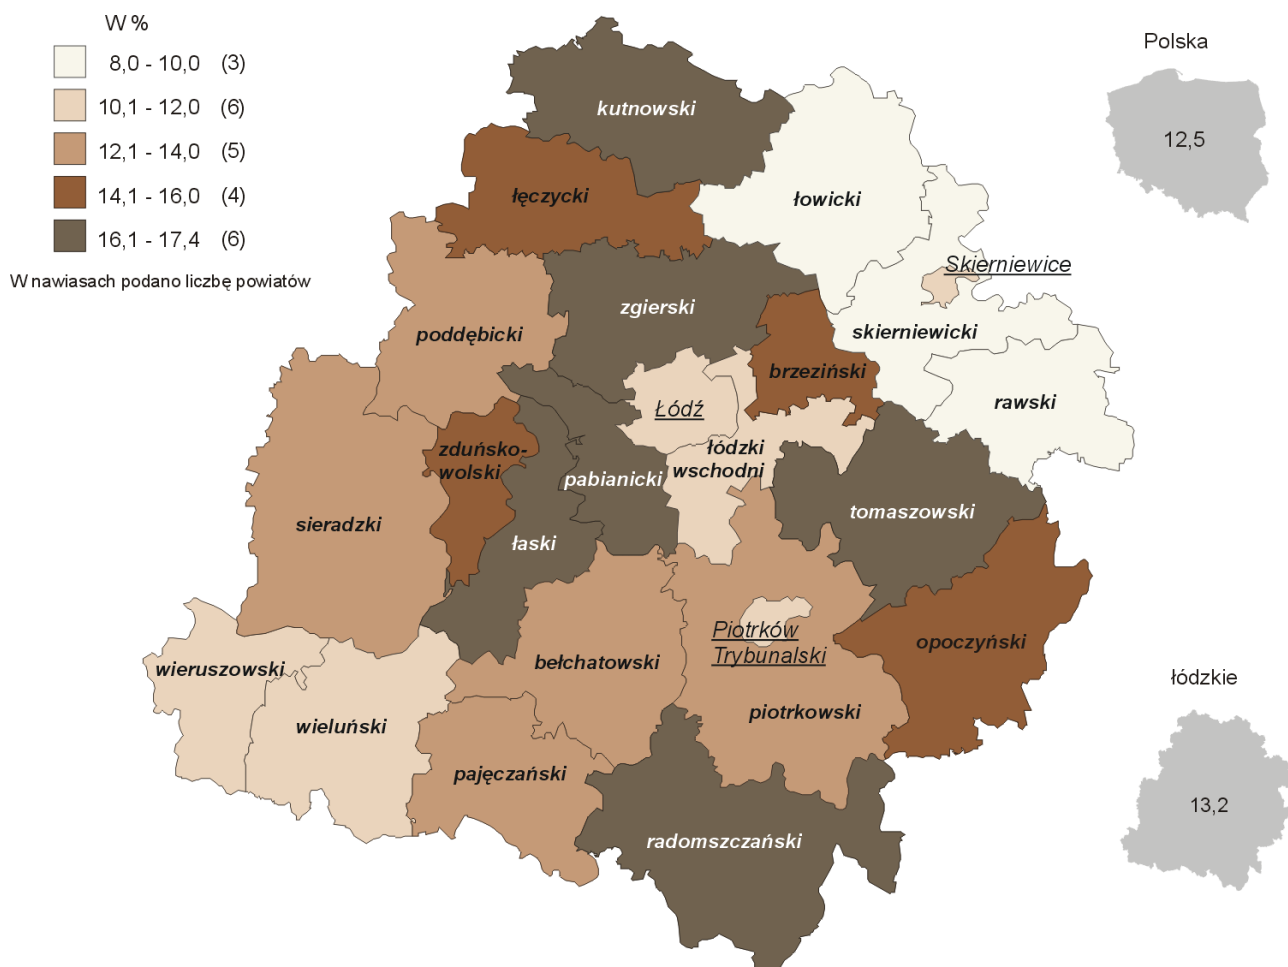 W %
8,0 - 10,0 (3)
10,1 - 12,0 (6)
12,1 - 14,0 (5)
14,1 - 16,0 (4)
16,1 - 17,4 (6)
W nawiasach podano liczbę powiatów
Polska
12,5
kutnowski
łęczycki
łowicki
Skierniewice
zgierski
poddębicki
skierniewicki
brzeziński
rawski
Łódź
zduńsko-
wolski
łódzki
wschodni
pabianicki
sieradzki
łaski
tomaszowski
Piotrków
Trybunalski
opoczyński
wieruszowski
bełchatowski
wieluński
piotrkowski
pajęczański
radomszczański
łódzkie
13,2